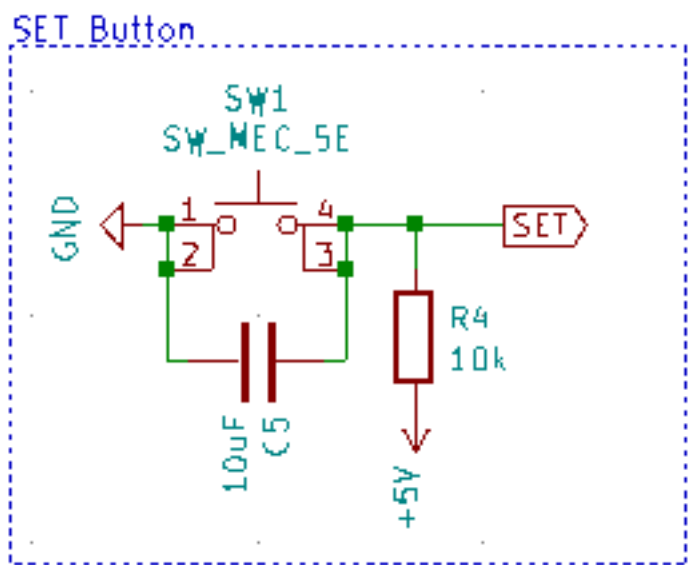 SET Button
SW1
SW_MEC_5E
GND
1
4
SET
2
3
R4
10k
10uF
C5
+5V